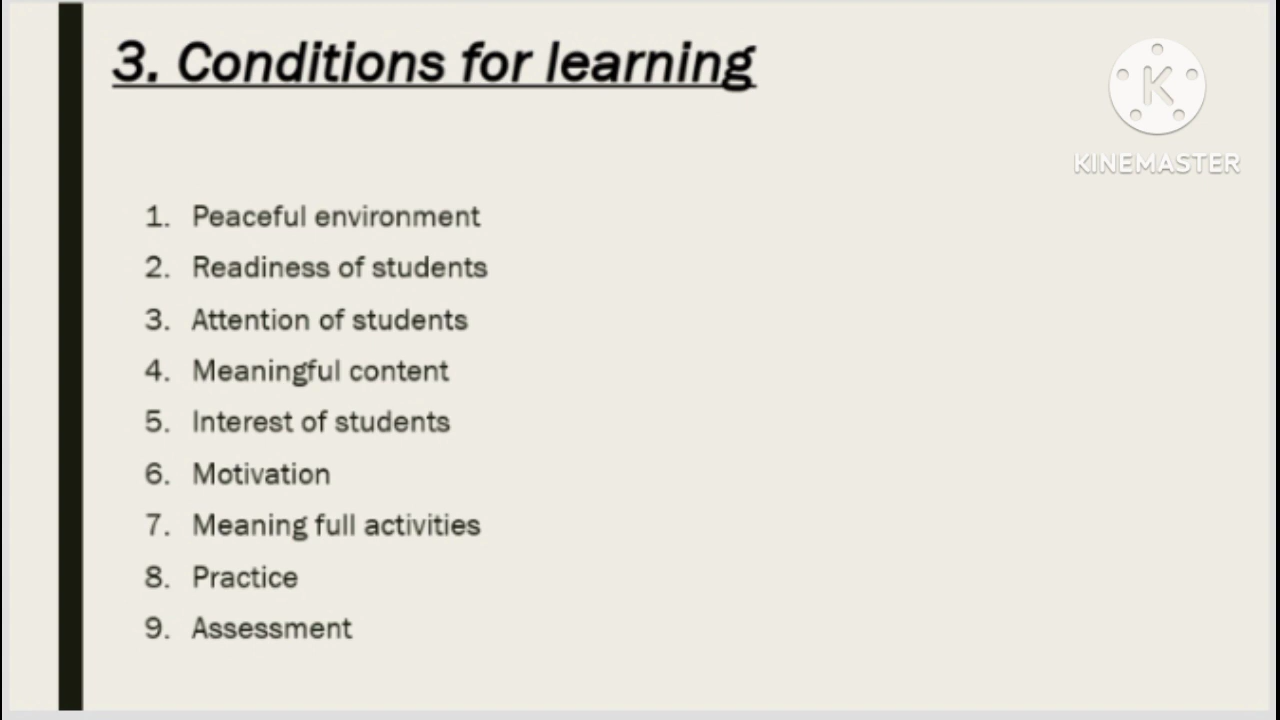 3. Conditions for learning
K
KINEMASTER
1. Peaceful environment
2. Readiness of students
3. Attention of students
4. Meaningful content
5. Interest of students
6. Motivation
7. Meaning full activities
8. Practice
9. Assessment